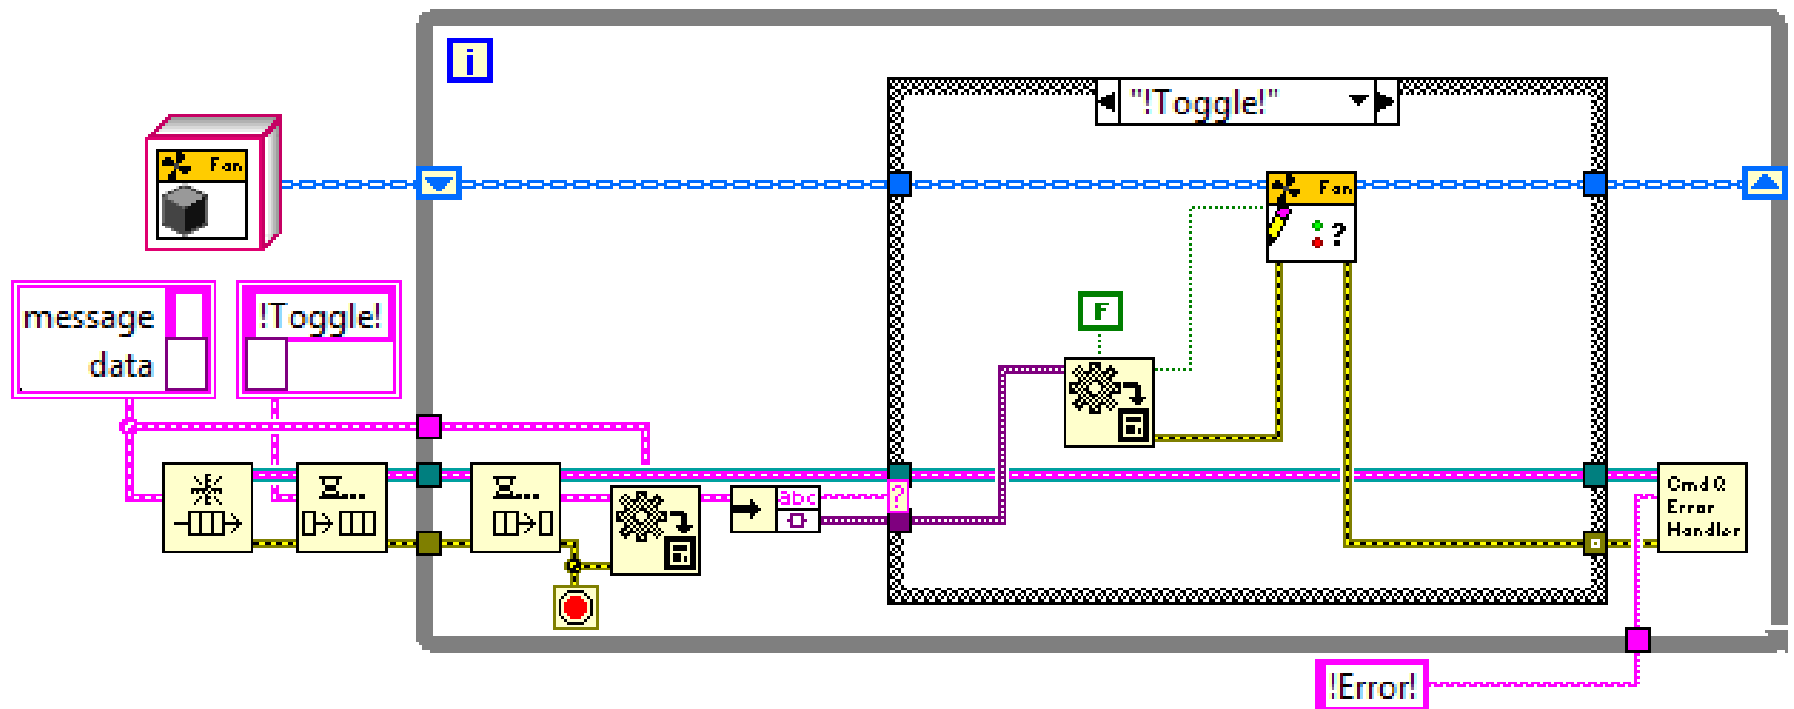 i
"!Toggle!"
Fan
Fan
message
data
!Toggle!
F
?
abc
?
Cmd Q
Error
Handler
!Error!